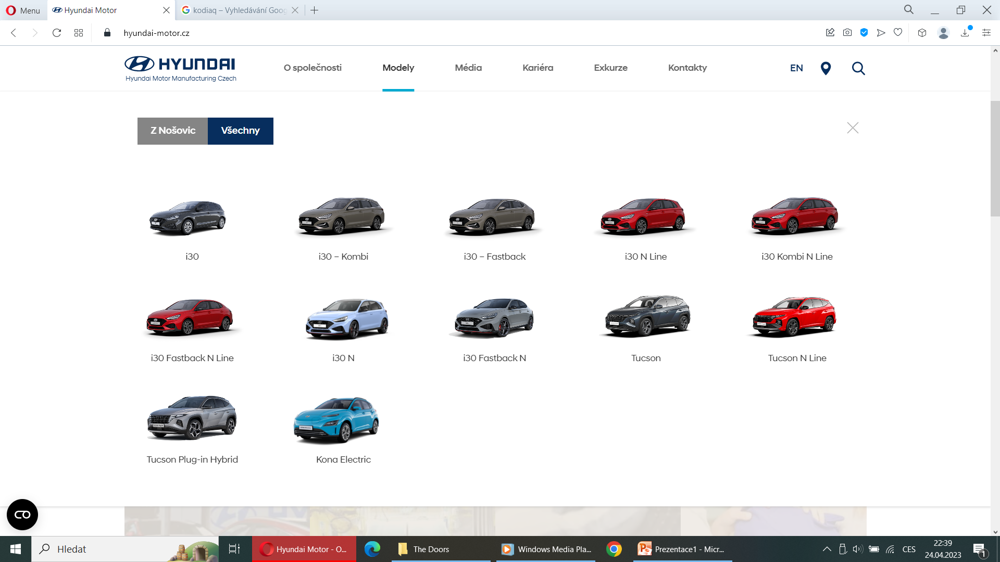 Menu
Hyundai Motor
kodiaq – Vyhledávání Goog
hyundai-motor.cz
HYUNDAI
Hyundai Motor Manufacturing Czech
O společnosti
Modely
Média
Kariéra
Exkurze
Kontakty
EN
Z Nošovic
Všechny
i30
i30 – Kombi
i30 – Fastback
i30 N Line
i30 Kombi N Line
i30 Fastback N Line
i30 N
i30 Fastback N
Tucson
Tucson N Line
Tucson Plug-in Hybrid
Kona Electric
Hledat
Hyundai Motor - O...
The Doors
Windows Media Pla...
Prezentace1 - Micr...
CES
22:39
24.04.2023
1